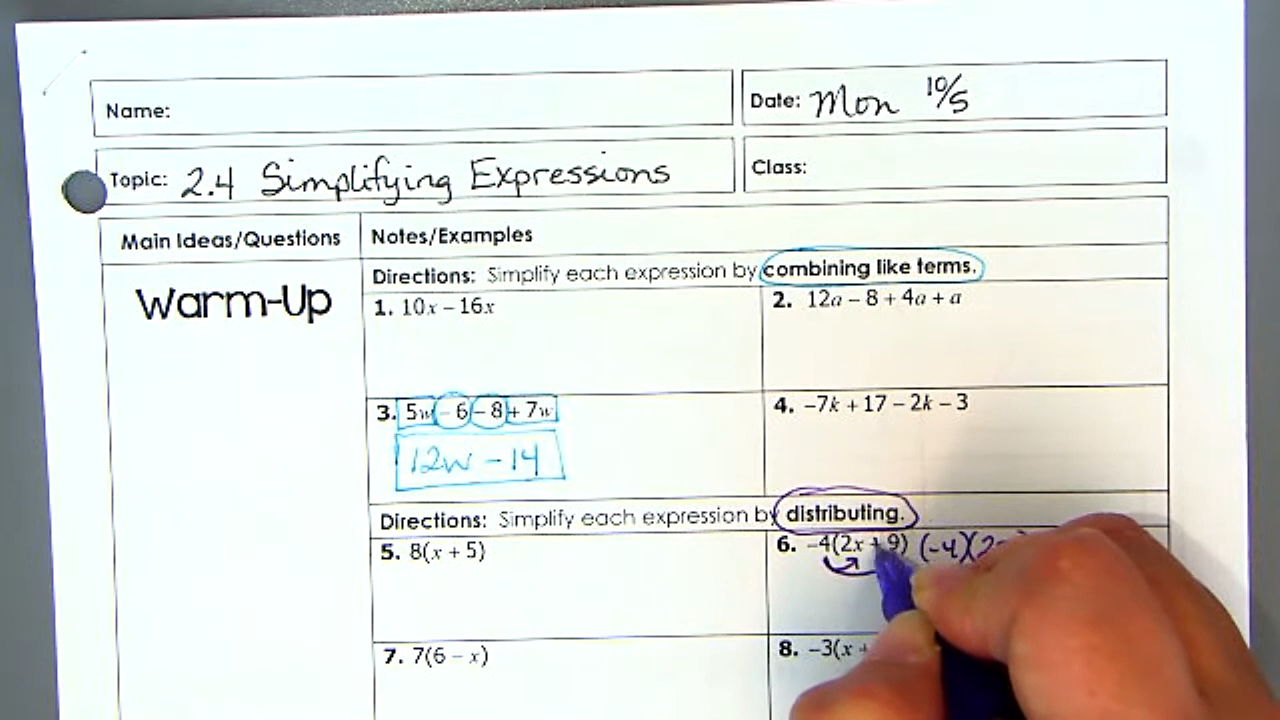 Name:
Date: Mon 10/5
Topic: 2.4 Simplifying Expressions
Class:
Main Ideas/Questions
Notes/Examples
Warm-Up
Directions: Simplify each expression by combining like terms.
1. 10x – 16x
2. 12a – 8 + 4a + a
3. 5w – 6 – 8 + 7w
12w – 14
4. –7k + 17 – 2k – 3
Directions: Simplify each expression by distributing.
5. 8(x + 5)
6. –4(2x + 9) (-4)(2
7. 7(6 – x)
8. –3(x +